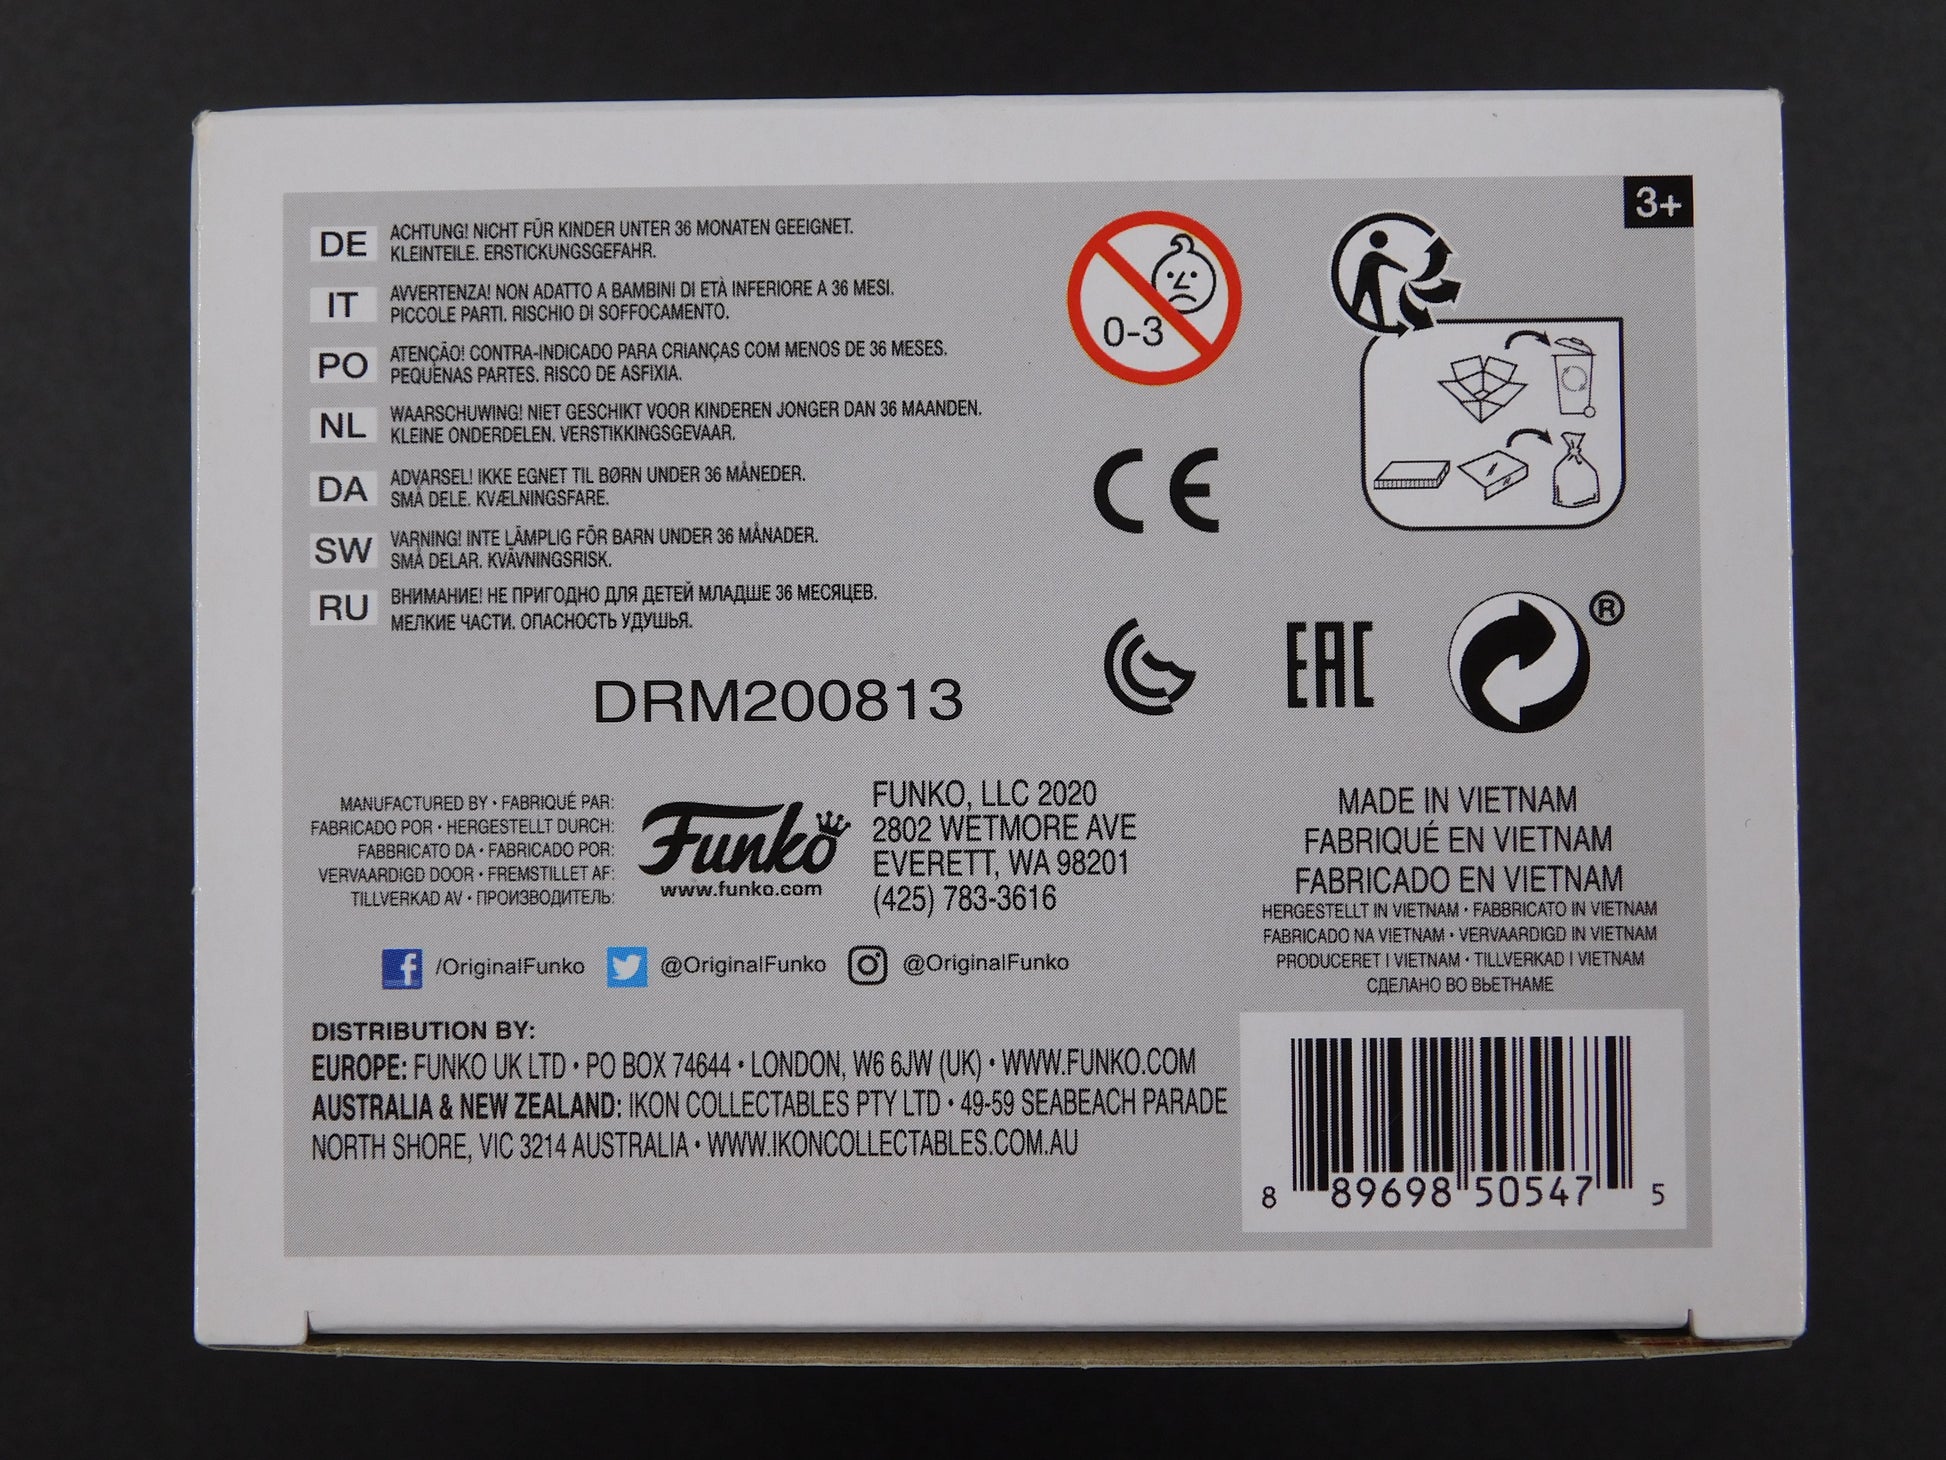 3+
DE ACHTUNG! NICHT FÜR KINDER UNTER 36 MONATEN GEEIGNET.
KLEINTEILE. ERSTICKUNGSGEFAHR.
IT AVVERTENZA! NON ADATTO A BAMBINI DI ETÀ INFERIORE A 36 MESI.
PICCOLE PARTI. RISCHIO DI SOFFOCAMENTO.
PO ATENÇÃO! CONTRA-INDICADO PARA CRIANÇAS COM MENOS DE 36 MESES.
PEQUENAS PARTES. RISCO DE ASFIXIA.
NL WAARSCHUWING! NIET GESCHIKT VOOR KINDEREN JONGER DAN 36 MAANDEN.
KLEINE ONDERDELEN. VERSTIKKINGSGEVAAR.
DA ADVARSEL! IKKE EGNET TIL BØRN UNDER 36 MÅNEDER.
SMÅ DELE. KVÆLNINGSFARE.
SW VARNING! INTE LÄMPLIG FÖR BARN UNDER 36 MÅNADER.
SMÅ DELAR. KVÄVNINGSRISK.
RU ВНИМАНИЕ! НЕ ПРИГОДНО ДЛЯ ДЕТЕЙ МЛАДШЕ 36 МЕСЯЦЕВ.
МЕЛКИЕ ЧАСТИ. ОПАСНОСТЬ УДУШЬЯ.
0-3
CE
EAC
®
DRM200813
MANUFACTURED BY • FABRIQUÉ PAR:
FABRICADO POR • HERGESTELLT DURCH:
FABBRICATO DA • FABRICADO POR:
VERVAARDIGD DOOR • FREMSTILLET AF:
TILLVERKAD AV • ПРОИЗВОДИТЕЛЬ:
Funko
www.funko.com
FUNKO, LLC 2020
2802 WETMORE AVE
EVERETT, WA 98201
(425) 783-3616
MADE IN VIETNAM
FABRIQUÉ EN VIETNAM
FABRICADO EN VIETNAM
HERGESTELLT IN VIETNAM • FABBRICATO IN VIETNAM
FABRICADO NA VIETNAM • VERVAARDIGD IN VIETNAM
PRODUCERET I VIETNAM • TILLVERKAD I VIETNAM
СДЕЛАНО ВО ВЬЕТНАМЕ
/OriginalFunko @OriginalFunko @OriginalFunko
DISTRIBUTION BY:
EUROPE: FUNKO UK LTD • PO BOX 74644 • LONDON, W6 6JW (UK) • WWW.FUNKO.COM
AUSTRALIA & NEW ZEALAND: IKON COLLECTABLES PTY LTD • 49-59 SEABEACH PARADE
NORTH SHORE, VIC 3214 AUSTRALIA • WWW.IKONCOLLECTABLES.COM.AU
8 89698 50547 5